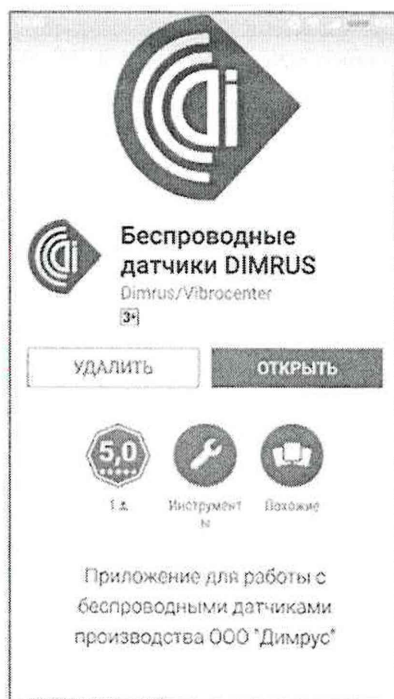 Беспроводные
датчики DIMRUS
Dimrus/Vibrocenter
3+
УДАЛИТЬ
ОТКРЫТЬ
5,0
1
Инструмент
ы
Похожие
Приложение для работы с
беспроводными датчиками
производства ООО "Димрус"